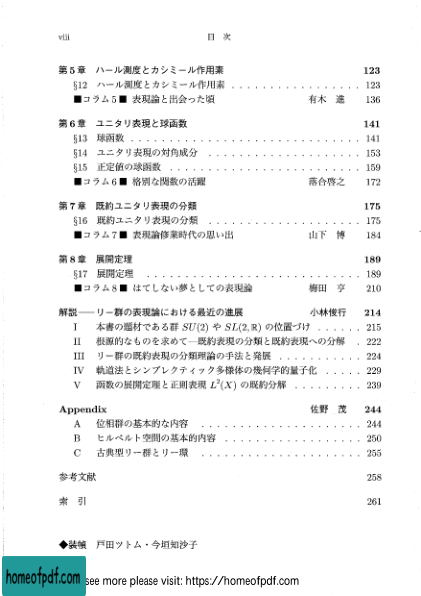 viii 目 次
第5章 ハール測度とカシミール作用素 123
§12 ハール測度とカシミール作用素 . . . . . . . . . . . . . . . . 123
■コラム5■ 表現論と出会った頃 有木 進 136
第6章 ユニタリ表現と球函数 141
§13 球函数 . . . . . . . . . . . . . . . . . . . . . . . . . . . . 141
§14 ユニタリ表現の対角成分 . . . . . . . . . . . . . . . . . . . 153
§15 正定値の球函数 . . . . . . . . . . . . . . . . . . . . . . . 159
■コラム6■ 格別な関数の活躍 落合啓之 172
第7章 既約ユニタリ表現の分類 175
§16 既約ユニタリ表現の分類 . . . . . . . . . . . . . . . . . . . 175
■コラム7■ 表現論修業時代の思い出 山下 博 184
第8章 展開定理 189
§17 展開定理 . . . . . . . . . . . . . . . . . . . . . . . . . . 189
■コラム8■ はてしない夢としての表現論 梅田 亨 210
解説——リー群の表現論における最近の進展 小林俊行 214
I 本書の題材である群 SU(2) や SL(2,ℝ) の位置づけ . . . . . . 215
II 根源的なものを求めて—既約表現の分類と既約表現への分解 . 222
III リー群の既約表現の分類理論の手法と発展 . . . . . . . . . . 224
IV 軌道法とシンプレクティック多様体の幾何学的量子化 . . . . . 229
V 函数の展開定理と正則表現 L²(X) の既約分解 . . . . . . . . . 239
Appendix 佐野 茂 244
A 位相群の基本的な内容 . . . . . . . . . . . . . . . . . . . . 244
B ヒルベルト空間の基本的内容 . . . . . . . . . . . . . . . . . 250
C 古典型リー群とリー環 . . . . . . . . . . . . . . . . . . . . 255
参考文献 258
索 引 261
◆装幀 戸田ツトム・今垣知沙子
homeofpdf.com
see more please visit: https://homeofpdf.com